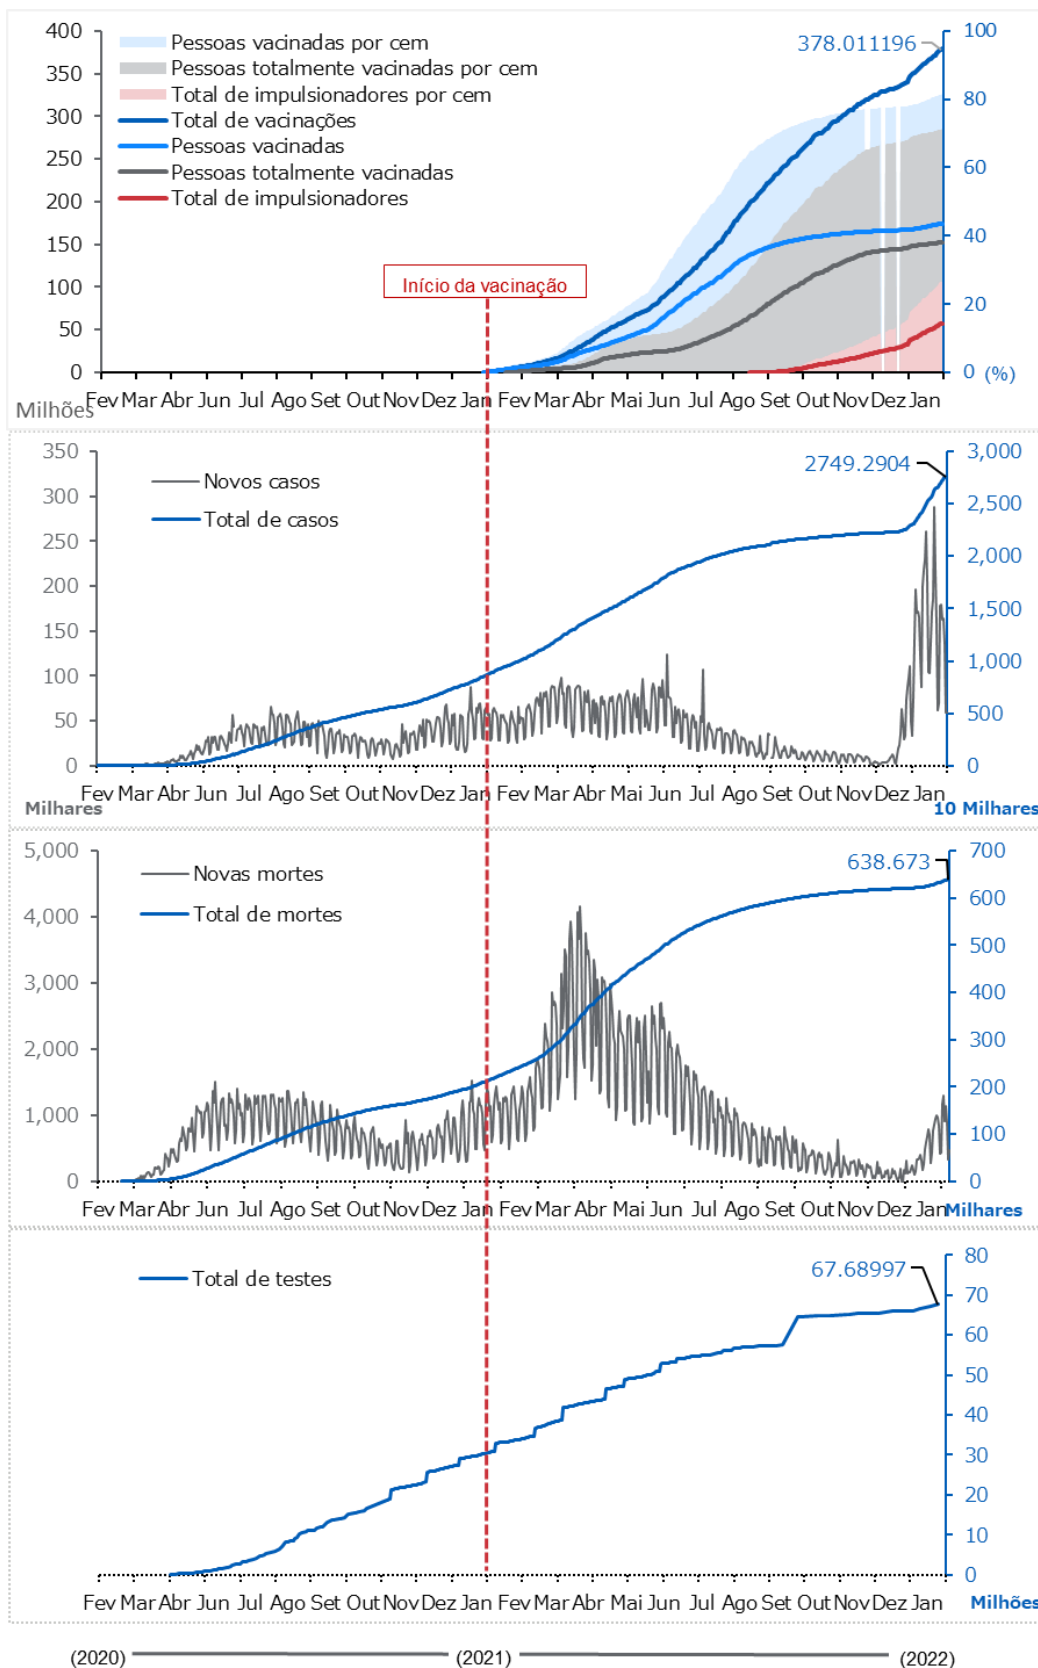 400
350
300
250
200
150
100
50
0
Milhões
Pessoas vacinadas por cem
Pessoas totalmente vacinadas por cem
Total de impulsionadores por cem
Total de vacinações
Pessoas vacinadas
Pessoas totalmente vacinadas
Total de impulsionadores
378.011196
Início da vacinação
100
80
60
40
20
0 (%)
Fev Mar Abr Jun Jul Ago Set Out Nov Dez Jan Fev Mar Abr Mai Jun Jul Ago Set Out Nov Dez Jan
350
300
250
200
150
100
50
0
Milhares
Novos casos
Total de casos
2749.2904
3,000
2,500
2,000
1,500
1,000
500
0
10 Milhares
Fev Mar Abr Jun Jul Ago Set Out Nov Dez Jan Fev Mar Abr Mai Jun Jul Ago Set Out Nov Dez Jan
5,000
4,000
3,000
2,000
1,000
0
Novas mortes
Total de mortes
638.673
700
600
500
400
300
200
100
0
Milhares
Fev Mar Abr Jun Jul Ago Set Out Nov Dez Jan Fev Mar Abr Mai Jun Jul Ago Set Out Nov Dez Jan
Total de testes
67.68997
80
70
60
50
40
30
20
10
0
Milhões
Fev Mar Abr Jun Jul Ago Set Out Nov Dez Jan Fev Mar Abr Mai Jun Jul Ago Set Out Nov Dez Jan
(2020) (2021) (2022)